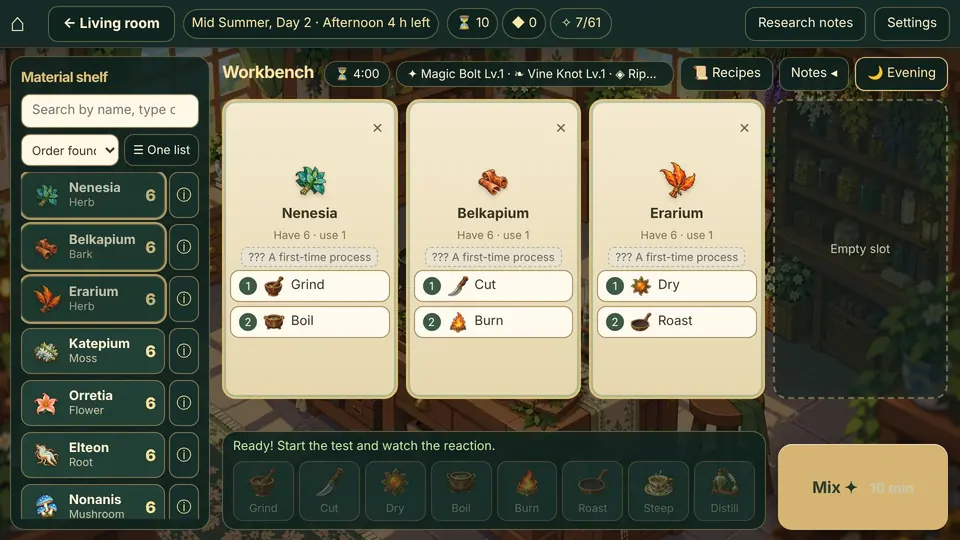 ← Living room
Mid Summer, Day 2 · Afternoon 4 h left
10
0
7/61
Research notes
Settings
Material shelf
Search by name, type c
Order found
One list
Nenesia
Herb
6
Belkapium
Bark
6
Erarium
Herb
6
Katepium
Moss
6
Orretia
Flower
6
Elteon
Root
6
Nonanis
Mushroom
6
Workbench
4:00
Magic Bolt Lv.1 · Vine Knot Lv.1 · Rip...
Recipes
Notes
Evening
Nenesia
Have 6 · use 1
??? A first-time process
1 Grind
2 Boil
Belkapium
Have 6 · use 1
??? A first-time process
1 Cut
2 Burn
Erarium
Have 6 · use 1
??? A first-time process
1 Dry
2 Roast
Empty slot
Ready! Start the test and watch the reaction.
Grind
Cut
Dry
Boil
Burn
Roast
Steep
Distill
Mix 10 min